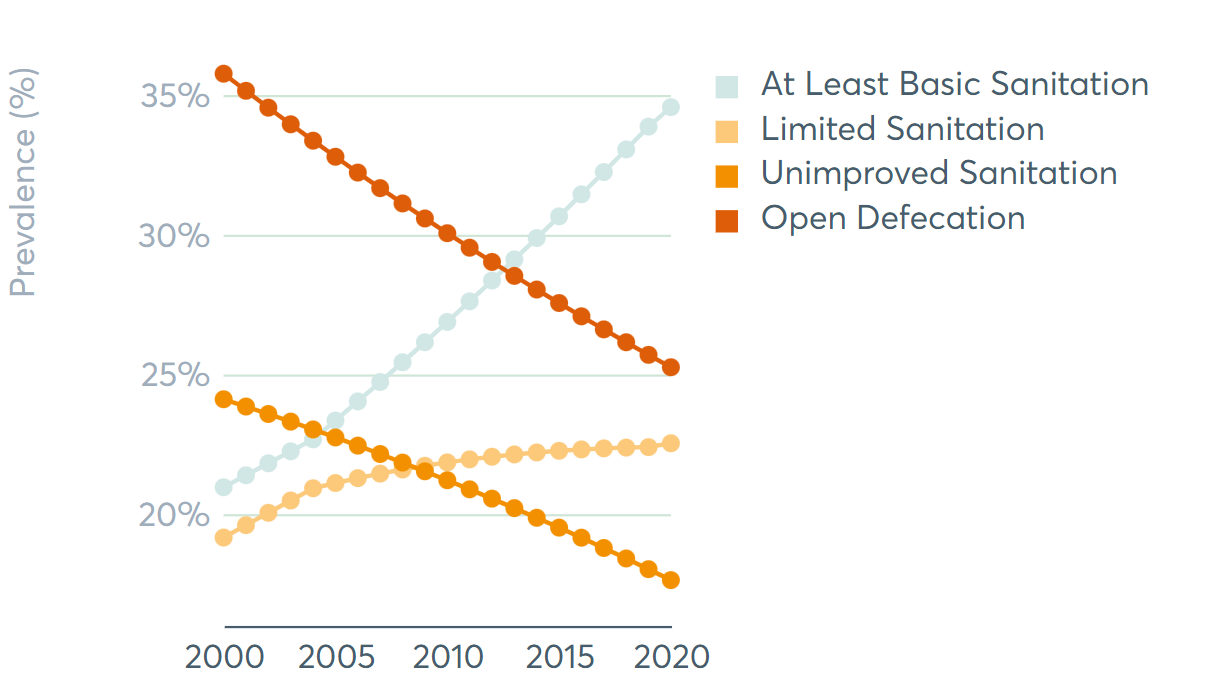 Prevalence (%)
35%
30%
25%
20%
2000 2005 2010 2015 2020
At Least Basic Sanitation
Limited Sanitation
Unimproved Sanitation
Open Defecation